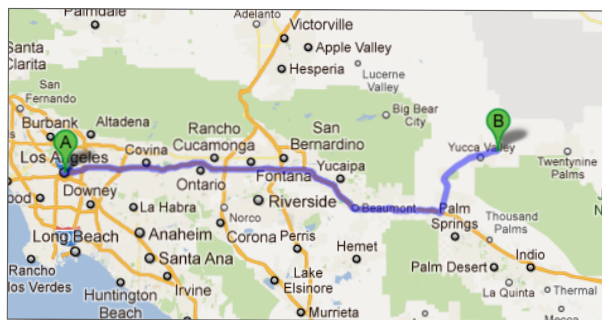 Palmdale
Adelanto
Victorville
Apple Valley
Hesperia
Lucerne
Valley
Santa
Clarita
San
Fernando
Burbank
Altadena
A
Los Angeles
Covina
Rancho
Cucamonga
San
Bernardino
Big Bear
City
B
Yucca Valley
Twentynine
Palms
Ontario
Fontana
Yucaipa
Downey
ood
La Habra
Norco
Riverside
Beaumont
Palm
Springs
Thousand
Palms
Long Beach
Anaheim
Corona
Perris
Hemet
Palm Desert
Indio
Santa Ana
Rancho
los Verdes
Irvine
Lake
Elsinore
La Quinta
Thermal
Huntington
Beach
Murrieta